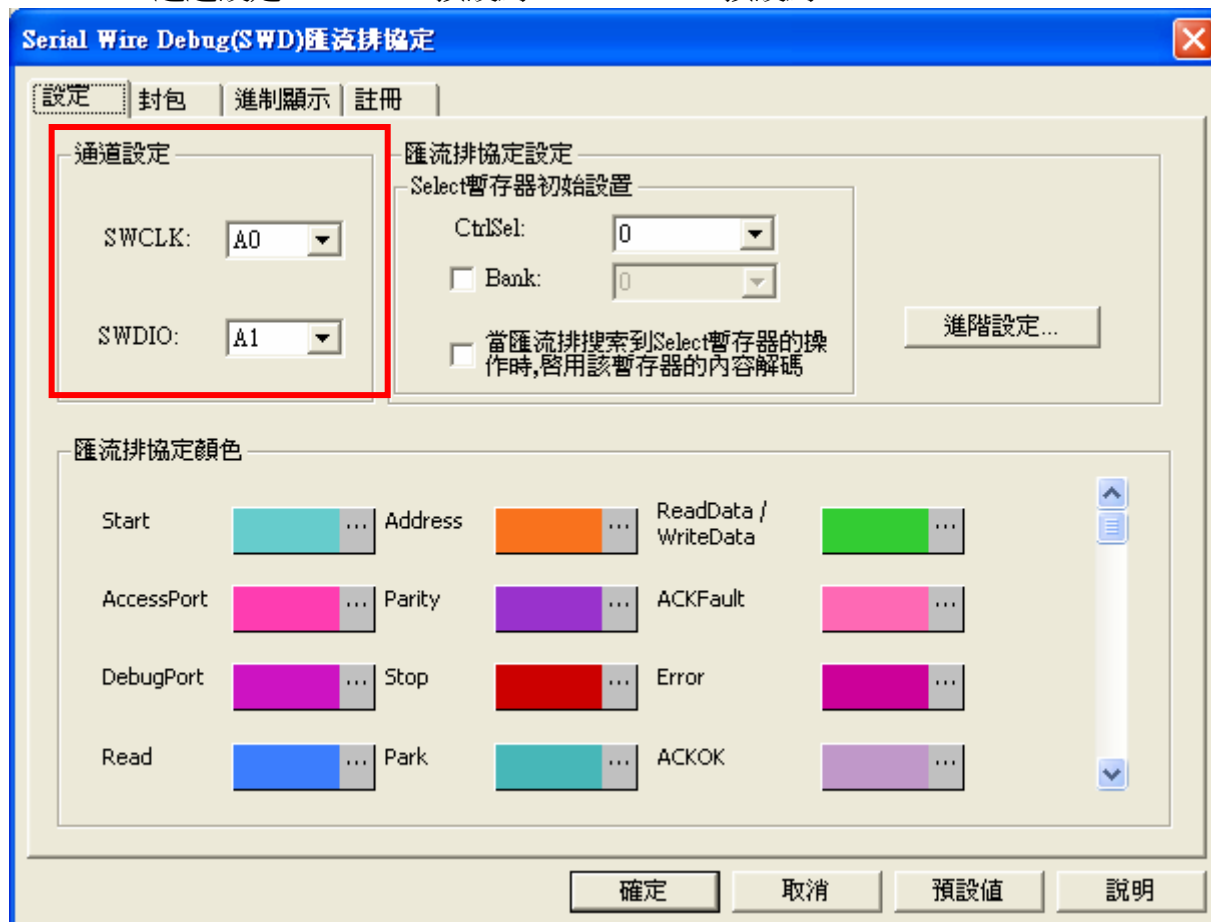 Serial Wire Debug(SWD)匯流排協定
設定 封包 進制顯示 註冊
通道設定
SWCLK: A0
SWDIO: A1
匯流排協定設定
Select暫存器初始設置
CtrlSel: 0
Bank: 0
當匯流排搜索到Select暫存器的操
作時,啓用該暫存器的內容解碼
進階設定...
匯流排協定顏色
Start ... Address ... ReadData / WriteData ...
AccessPort ... Parity ... ACKFault ...
DebugPort ... Stop ... Error ...
Read ... Park ... ACKOK ...
確定 取消 預設值 說明